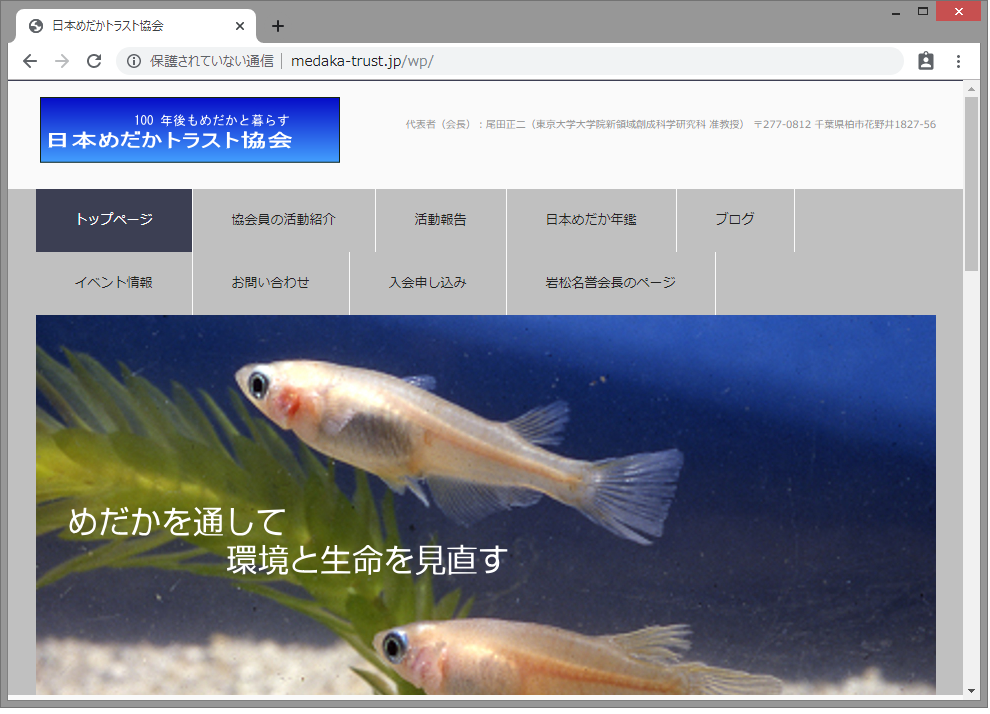 日本めだかトラスト協会
保護されていない通信 | medaka-trust.jp/wp/
100 年後もめだかと暮らす
日本めだかトラスト協会
代表者（会長）：尾田正二（東京大学大学院新領域創成科学研究科 准教授） 〒277-0812 千葉県柏市花野井1827-56
トップページ 協会員の活動紹介 活動報告 日本めだか年鑑 ブログ
イベント情報 お問い合わせ 入会申し込み 岩松名誉会長のページ
めだかを通して
環境と生命を見直す